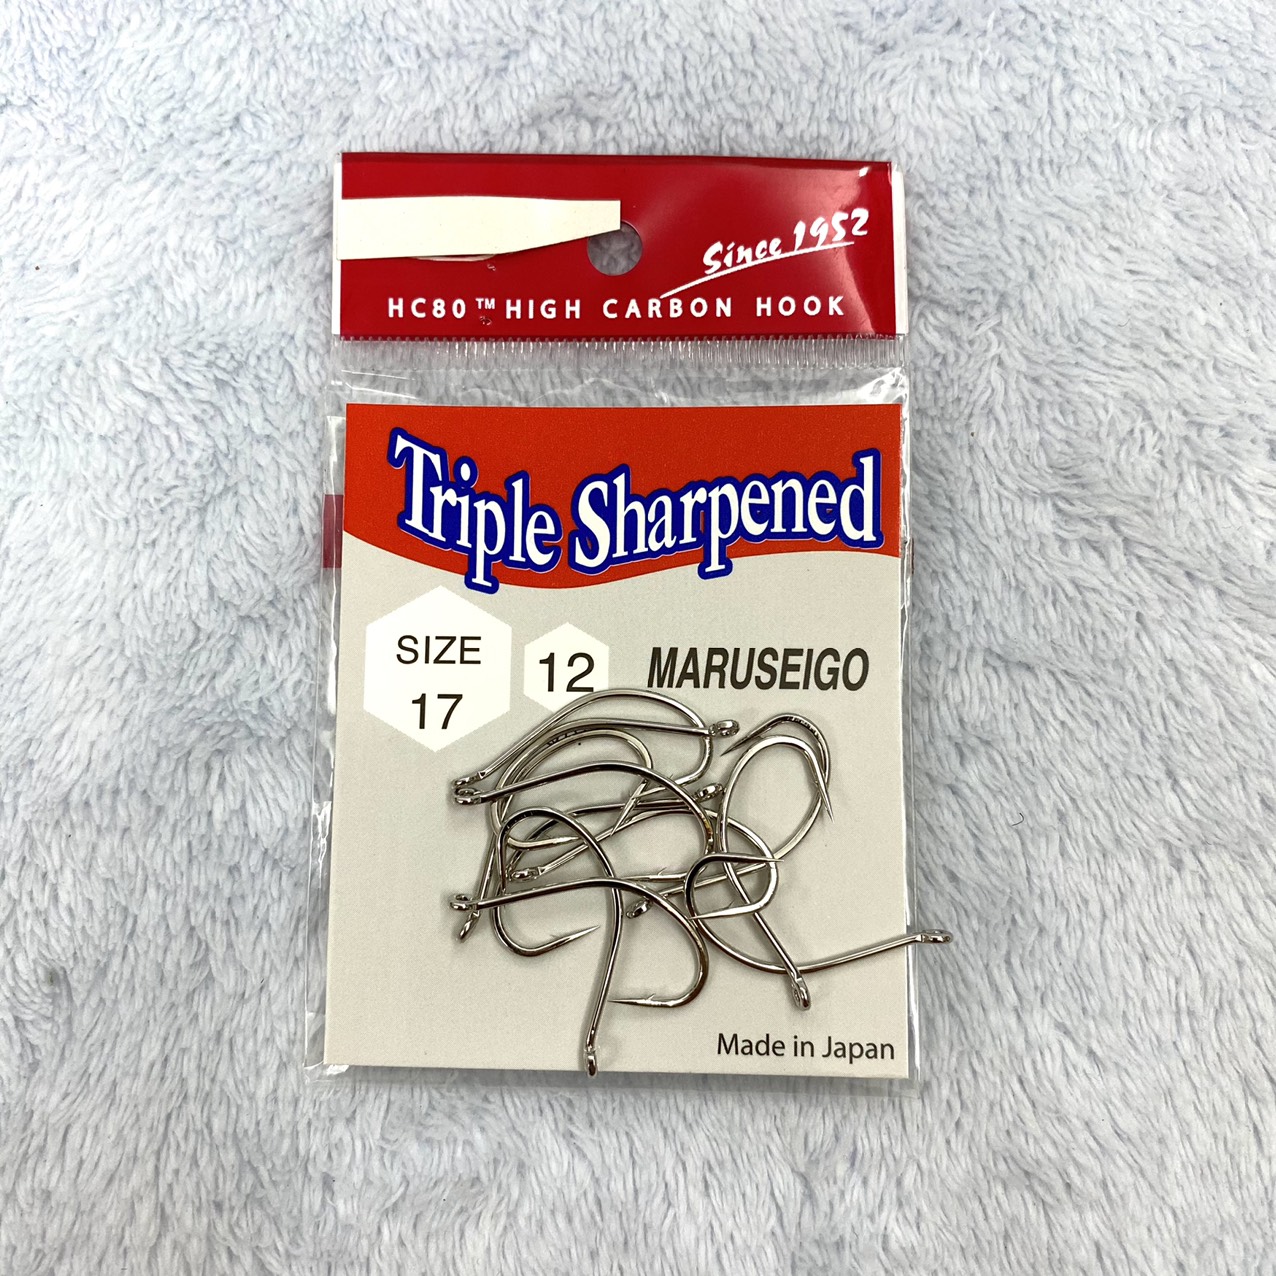 Since 1952
HC80™ HIGH CARBON HOOK
Triple Sharpened
SIZE
17
12
MARUSEIGO
Made in Japan